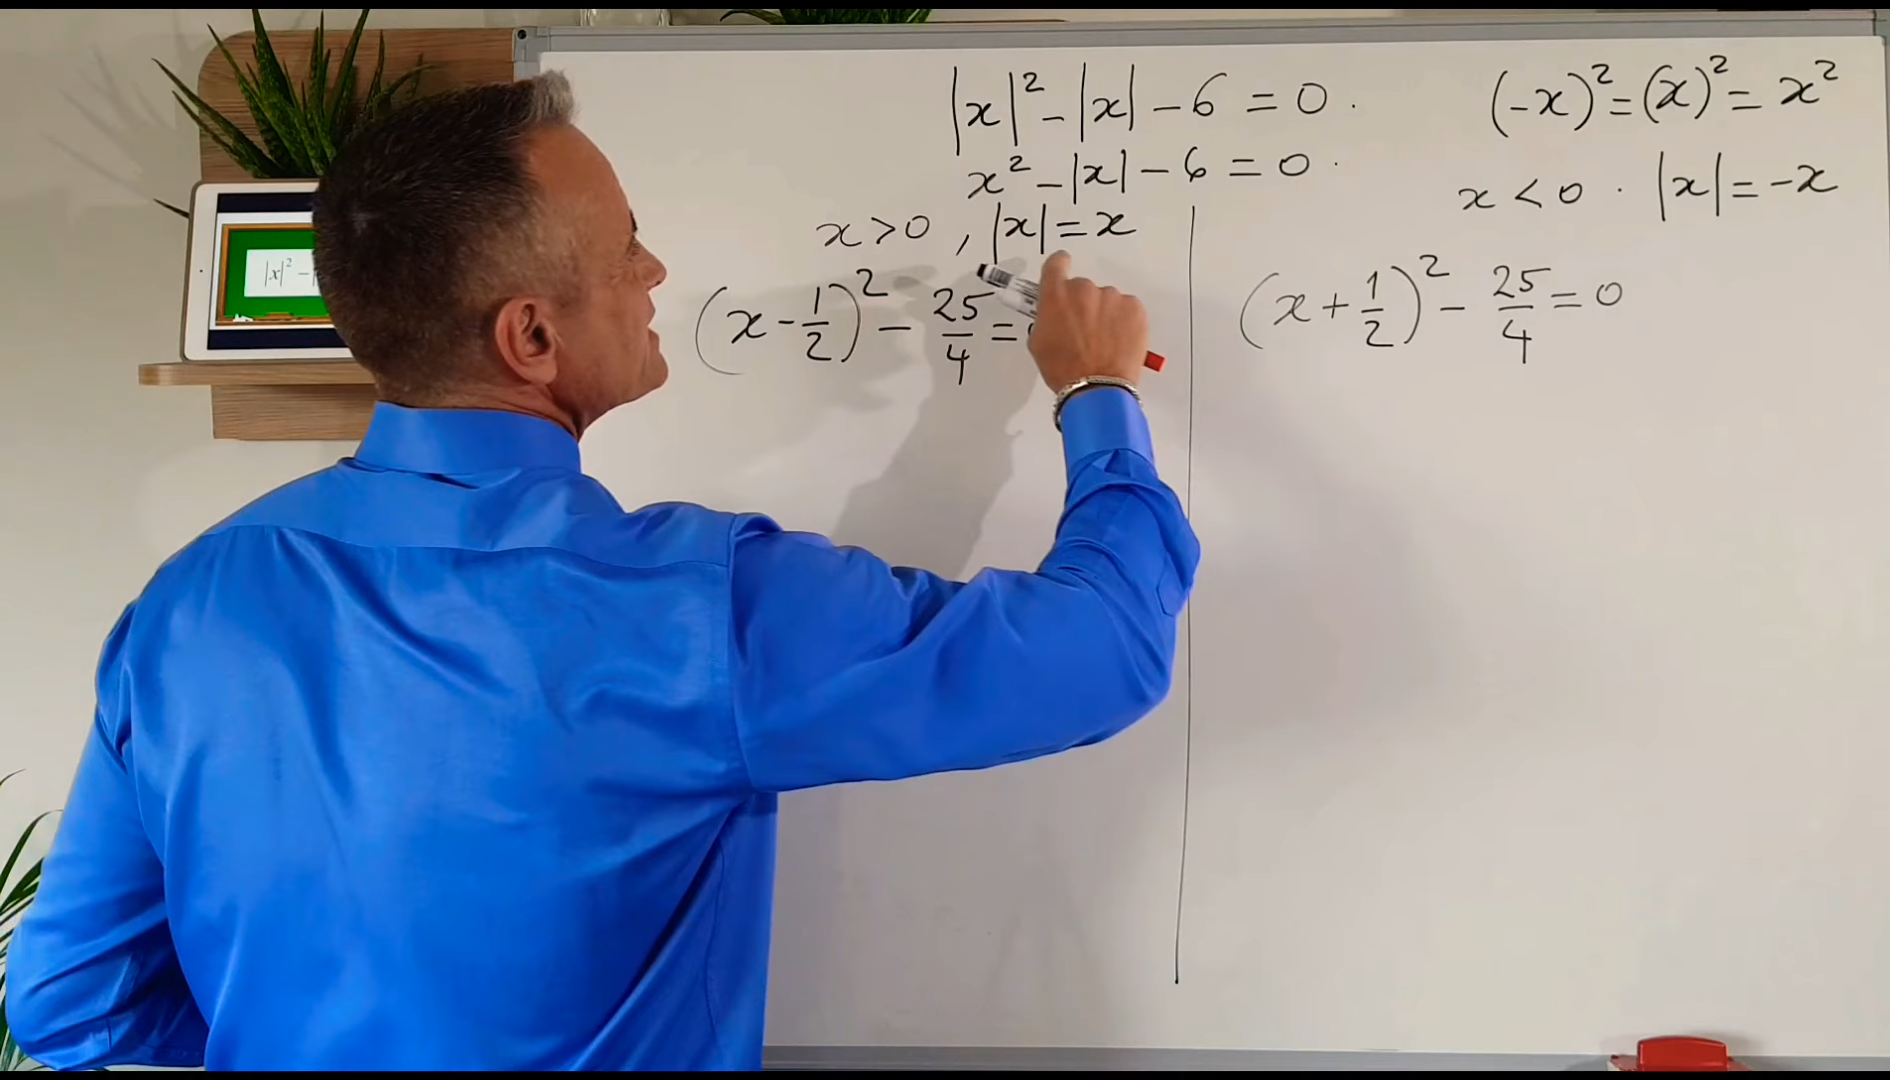 |x|² - |x| - 6 = 0 .
x² - |x| - 6 = 0 .
x > 0 , |x| = x
(x - 1/2)² - 25/4 =
(-x)² = (x)² = x²
x < 0 . |x| = -x
(x + 1/2)² - 25/4 = 0
|x|² -